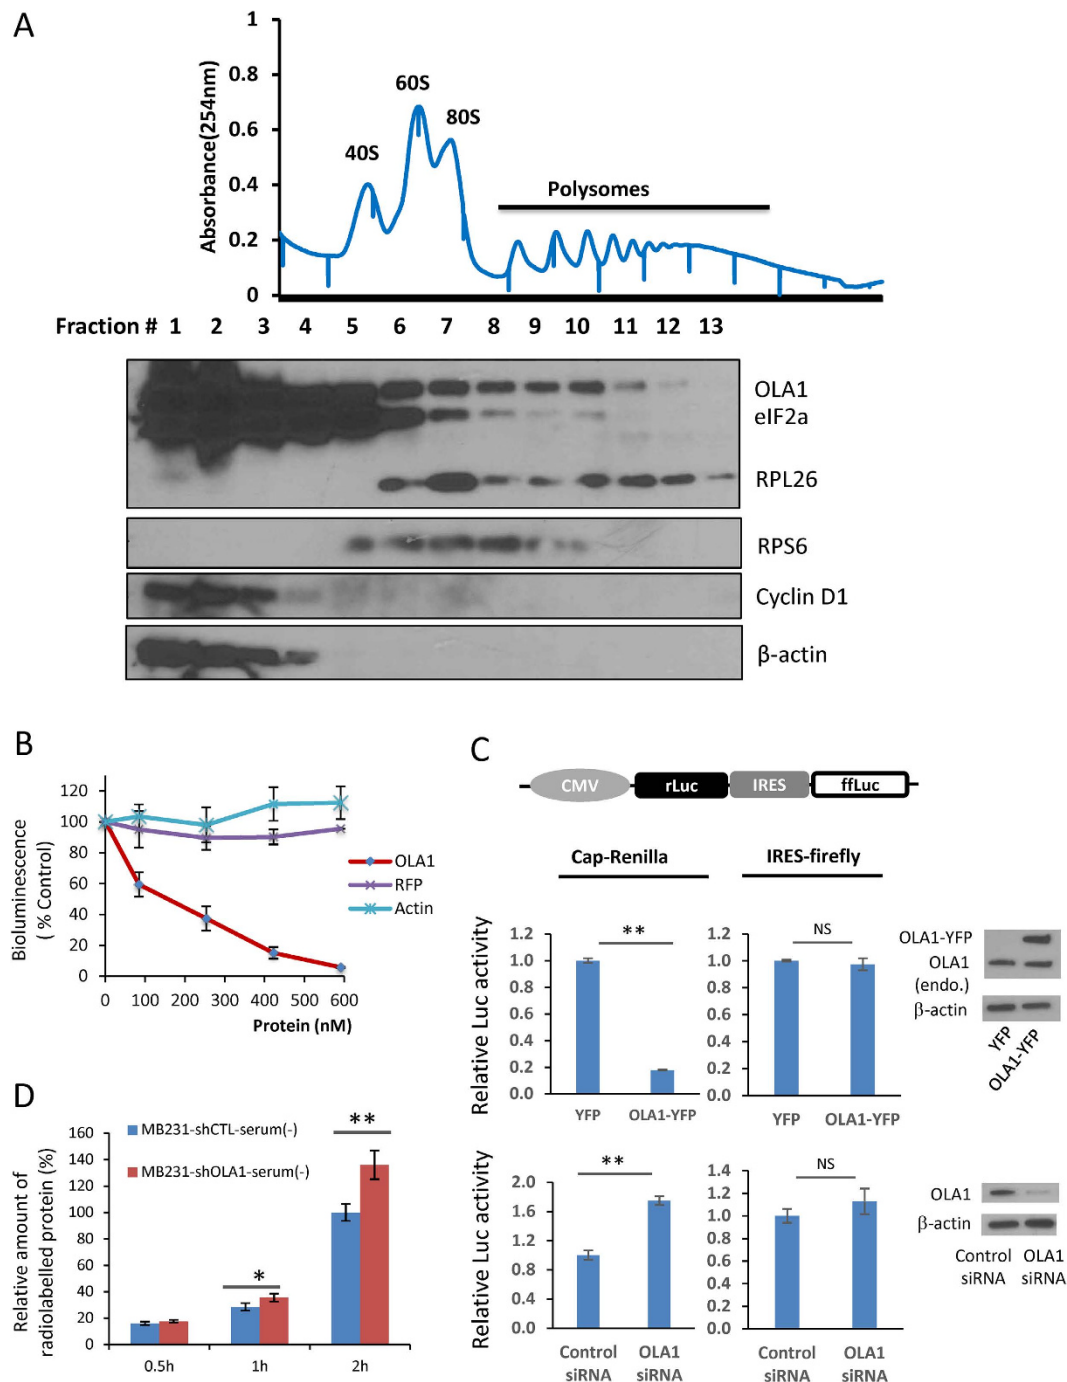 A
Absorbance(254nm)
1
0.8
0.6
0.4
0.2
0
40S
60S
80S
Polysomes
Fraction # 1 2 3 4 5 6 7 8 9 10 11 12 13
OLA1
eIF2a
RPL26
RPS6
Cyclin D1
β-actin
B
Bioluminescence
( % Control)
120
100
80
60
40
20
0
0 100 200 300 400 500 600
Protein (nM)
OLA1
RFP
Actin
C
CMV rLuc IRES ffLuc
Cap-Renilla
IRES-firefly
Relative Luc activity
1.2
1.0
0.8
0.6
0.4
0.2
0.0
**
YFP OLA1-YFP
1.2
1.0
0.8
0.6
0.4
0.2
0.0
NS
YFP OLA1-YFP
OLA1-YFP
OLA1
(endo.)
β-actin
YFP
OLA1-YFP
Relative Luc activity
2.0
1.6
1.2
0.8
0.4
0.0
**
Control
siRNA
OLA1
siRNA
1.4
1.2
1.0
0.8
0.6
0.4
0.2
0.0
NS
Control
siRNA
OLA1
siRNA
OLA1
β-actin
Control
siRNA
OLA1
siRNA
D
Relative amount of
radiolabelled protein (%)
160
140
120
100
80
60
40
20
0
MB231-shCTL-serum(-)
MB231-shOLA1-serum(-)
*
**
0.5h 1h 2h